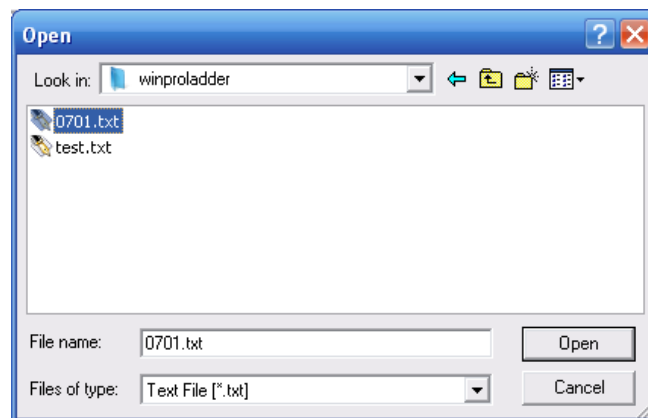 Open
Look in: winproladder
0701.txt
test.txt
File name: 0701.txt Open
Files of type: Text File [*.txt] Cancel